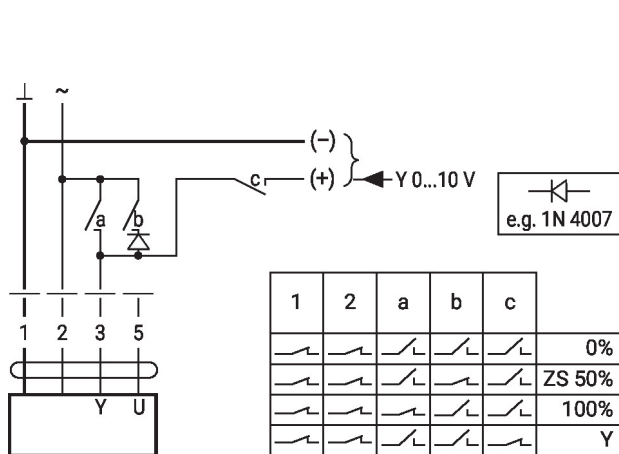 ⊥ ~
(–)
c (+) Y 0...10 V
a b
e.g. 1N 4007
1 2 3 5
Y U
1 2 a b c
0%
ZS 50%
100%
Y